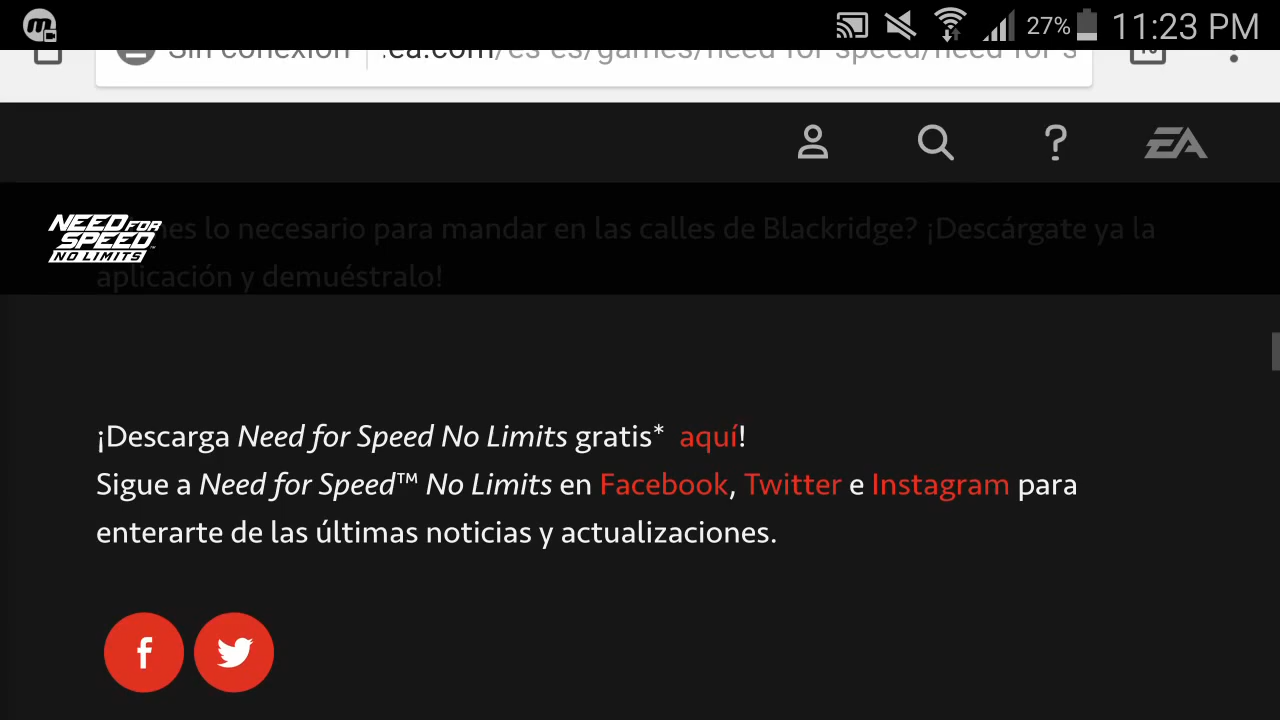 27% 11:23 PM
Sin conexión .ea.com/es-es/games/need-for-speed/need-for-s
EA
NEED FOR SPEED™ NO LIMITS
nes lo necesario para mandar en las calles de Blackridge? ¡Descárgate ya la
aplicación y demuéstralo!
¡Descarga Need for Speed No Limits gratis* aquí!
Sigue a Need for Speed™ No Limits en Facebook, Twitter e Instagram para
enterarte de las últimas noticias y actualizaciones.